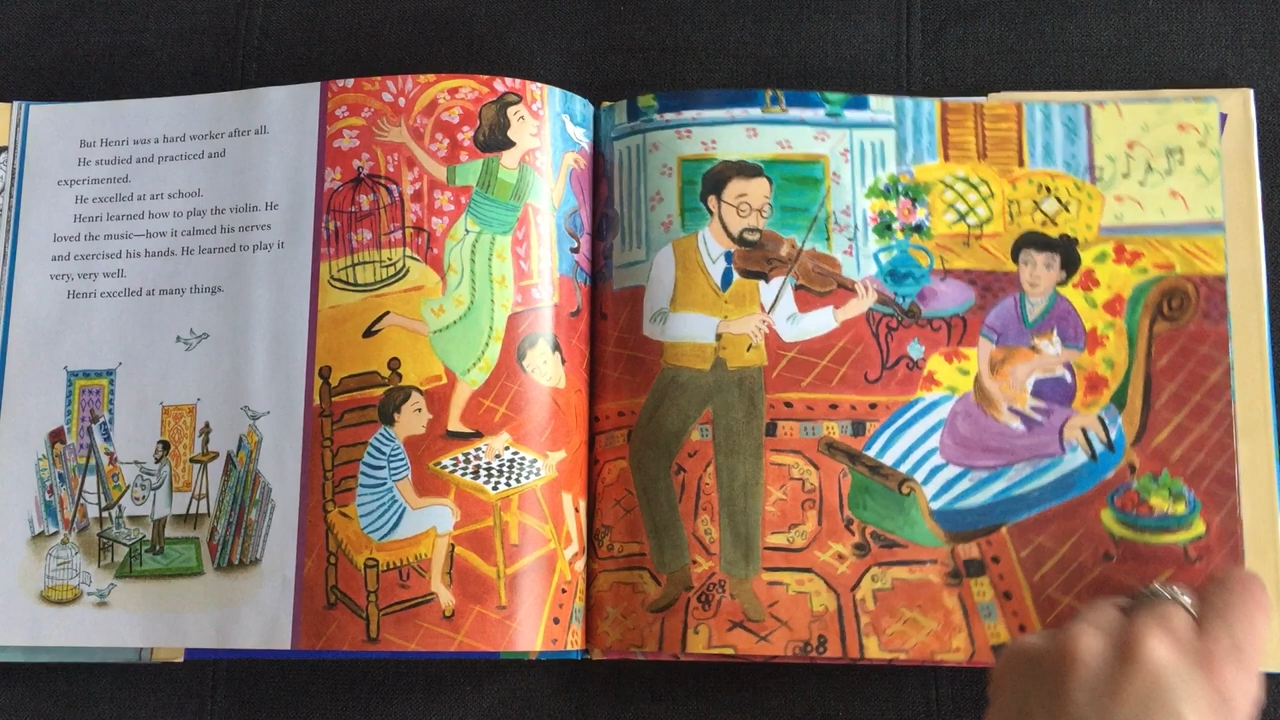 But Henri was a hard worker after all.
He studied and practiced and
experimented.
He excelled at art school.
Henri learned how to play the violin. He
loved the music—how it calmed his nerves
and exercised his hands. He learned to play it
very, very well.
Henri excelled at many things.